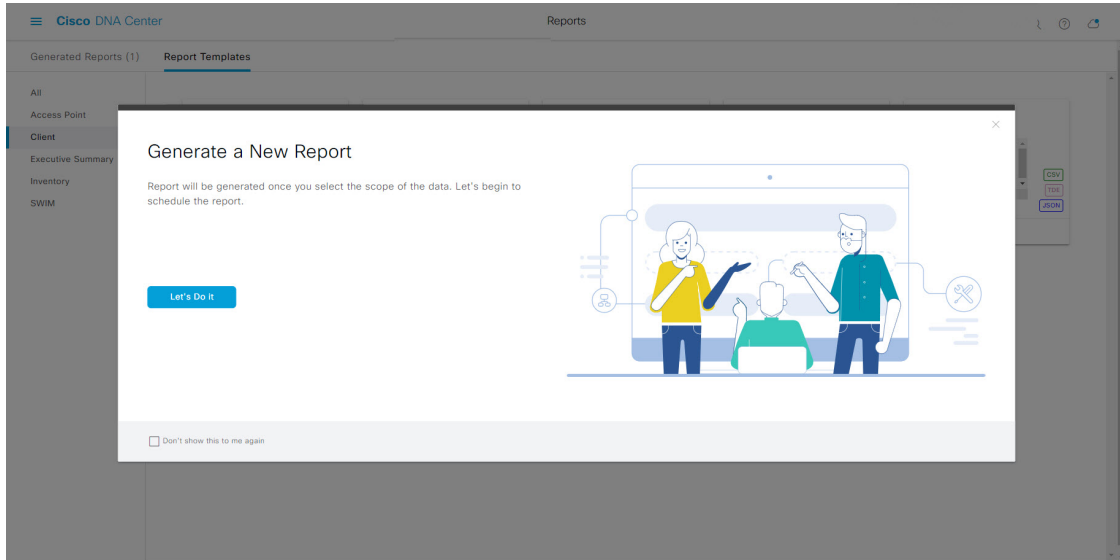 Cisco DNA Center
Reports
Generated Reports (1)
Report Templates
All
Access Point
Client
Executive Summary
Inventory
SWIM
Generate a New Report
Report will be generated once you select the scope of the data. Let's begin to
schedule the report.
Let's Do It
Don't show this to me again
CSV
TDE
JSON